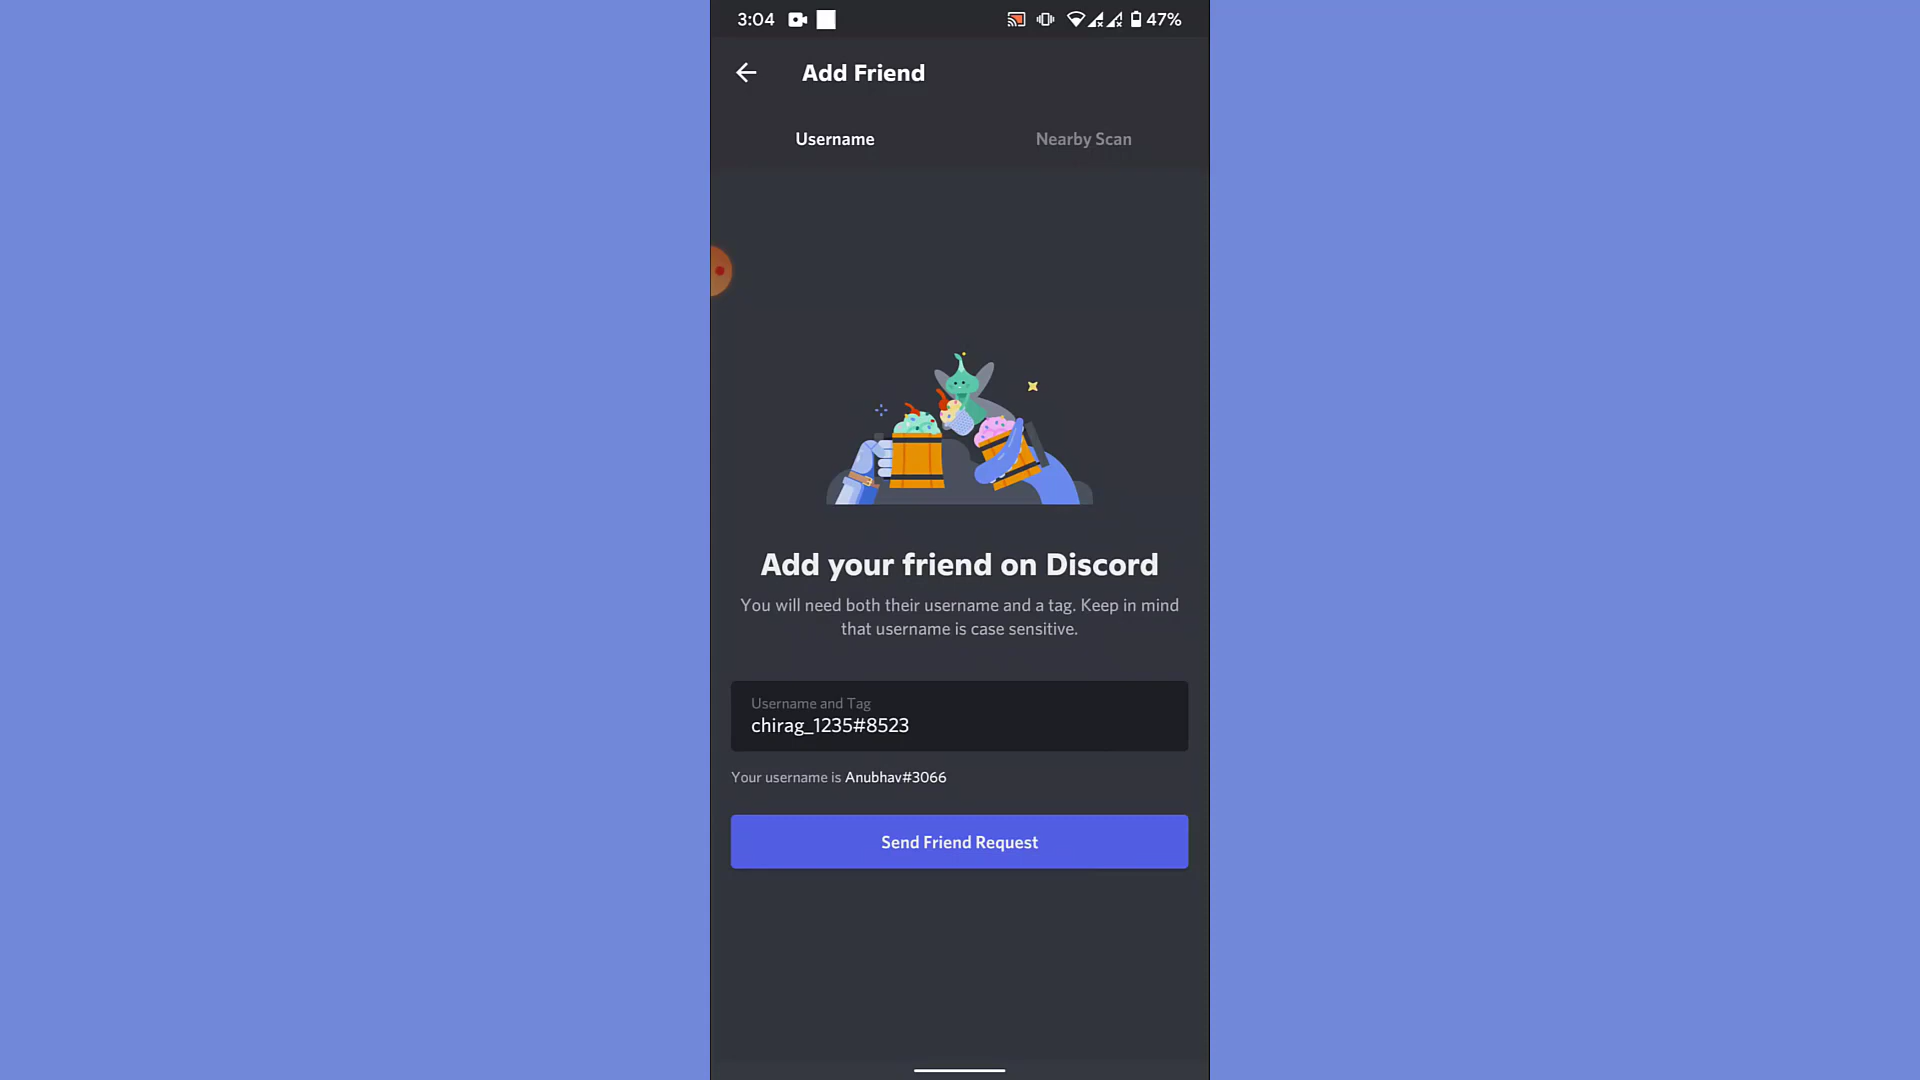 3:04
47%
Add Friend
Username
Nearby Scan
Add your friend on Discord
You will need both their username and a tag. Keep in mind
that username is case sensitive.
Username and Tag
chirag_1235#8523
Your username is Anubhav#3066
Send Friend Request